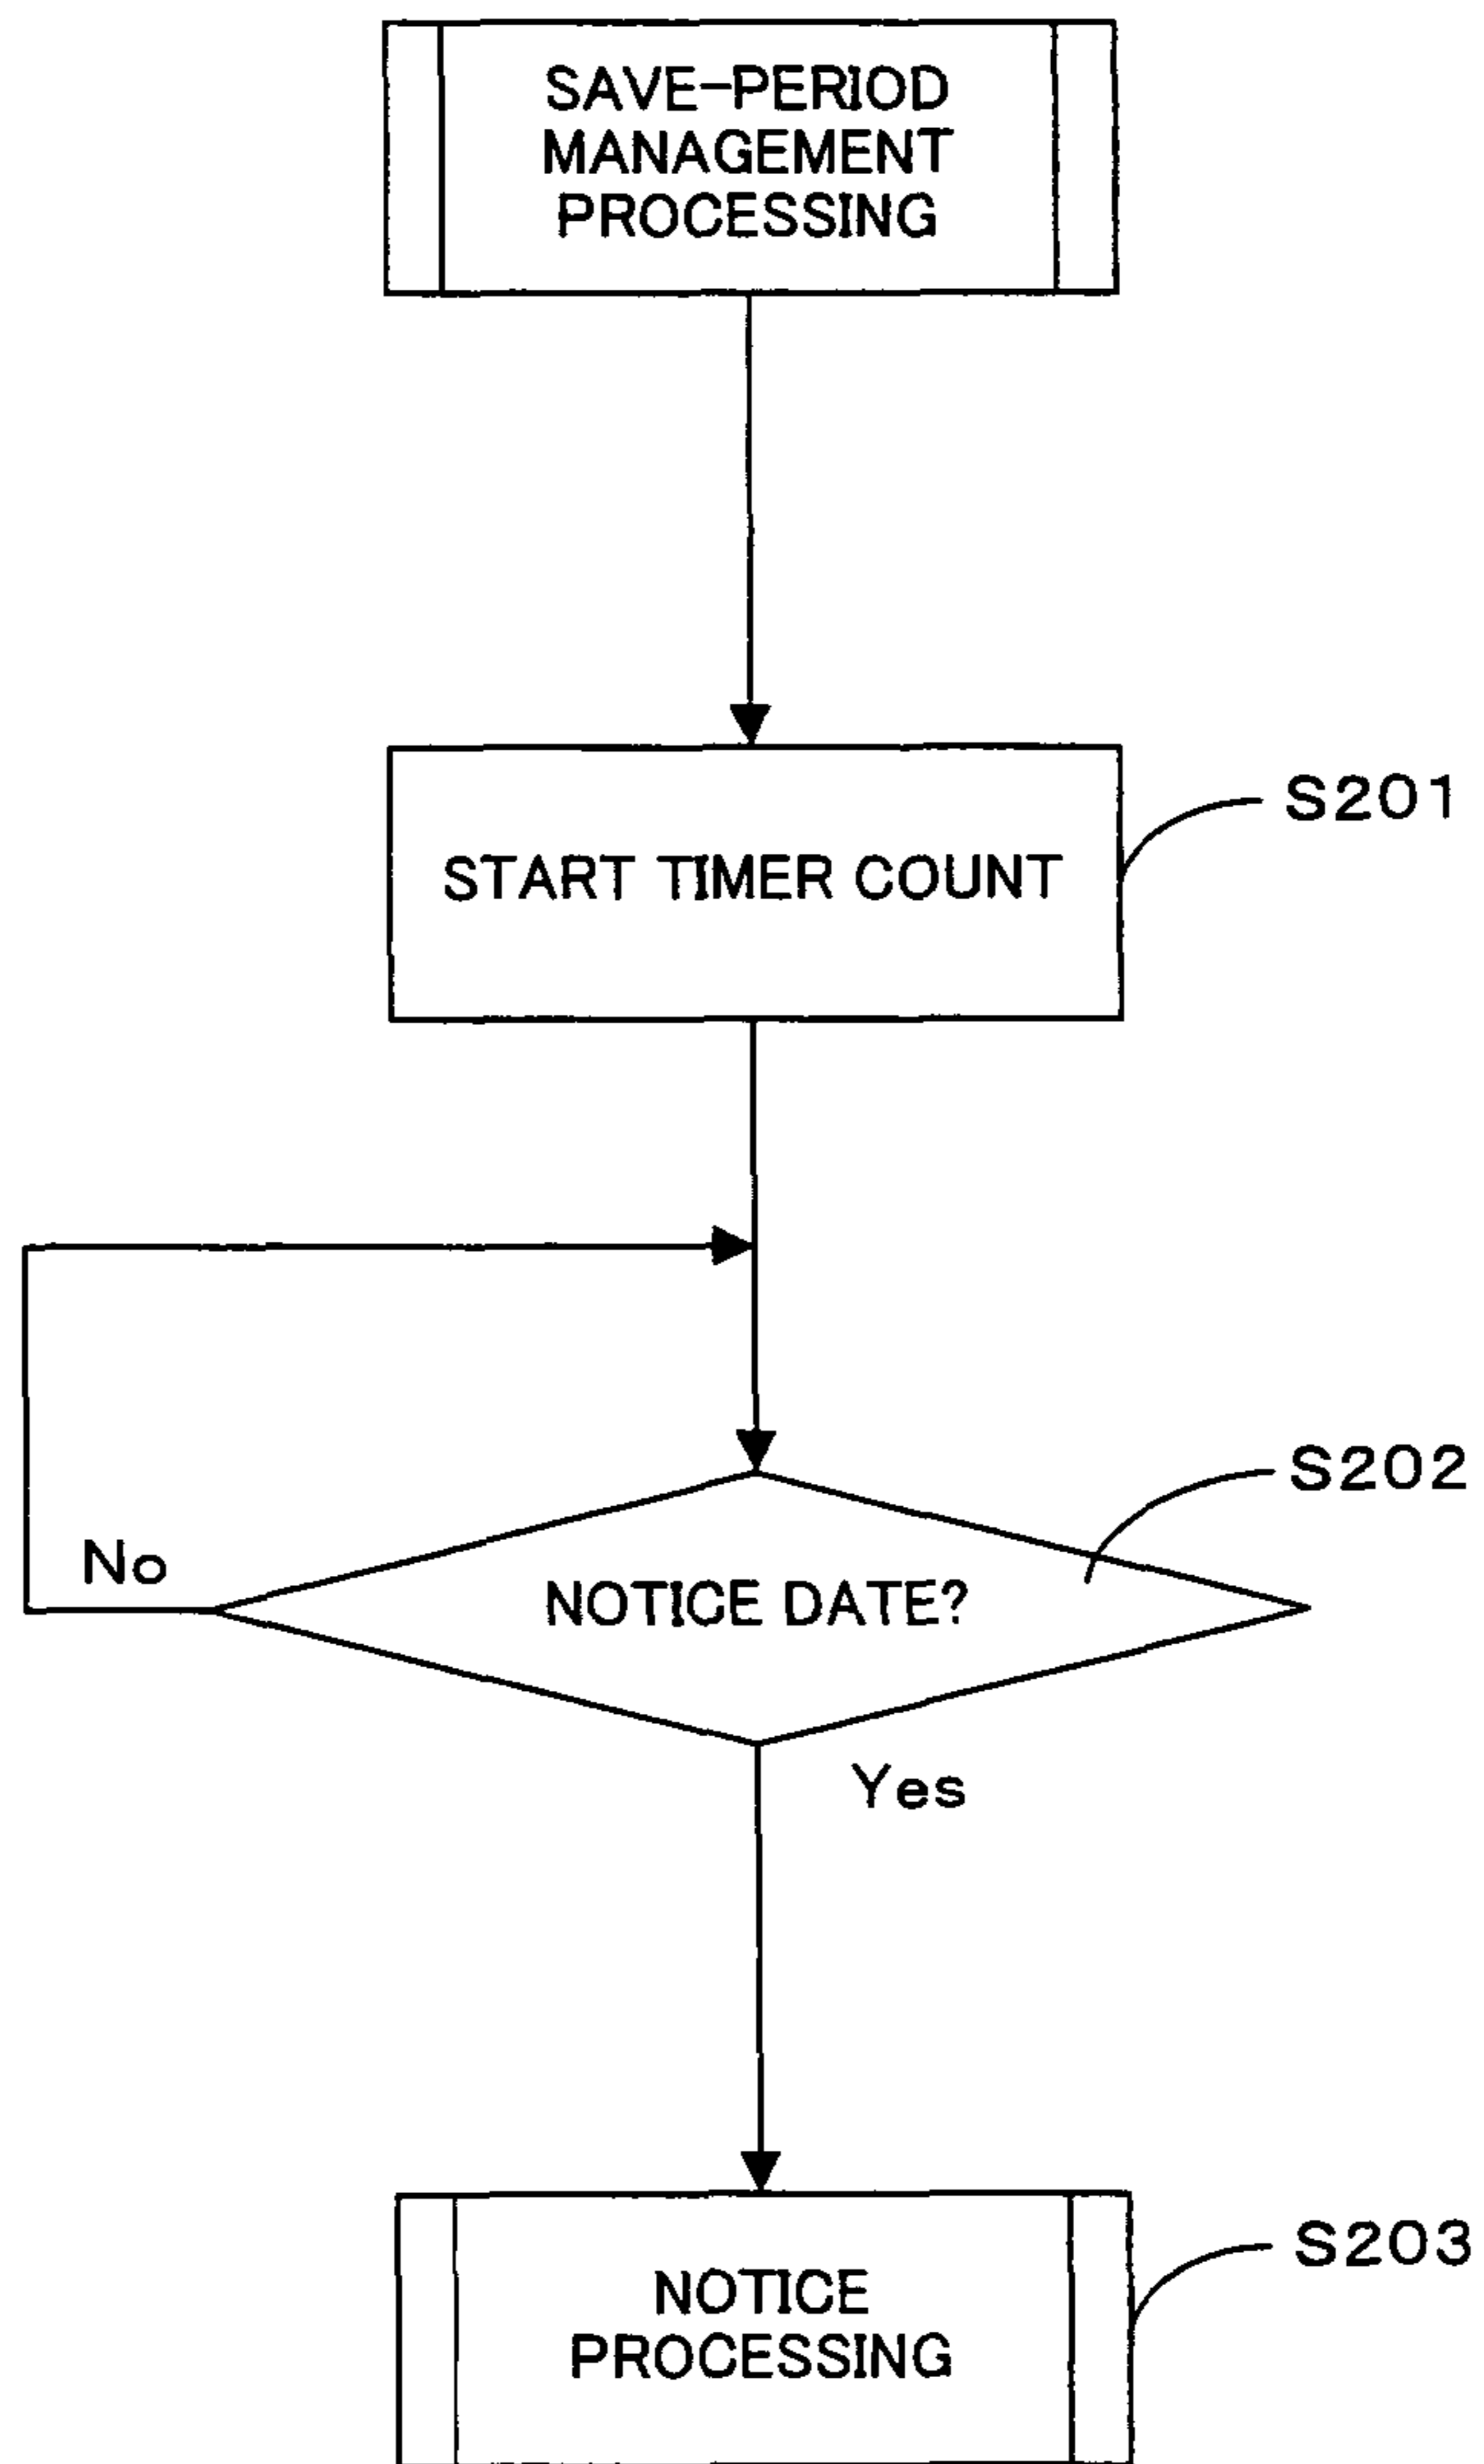 SAVE-PERIOD
MANAGEMENT
PROCESSING
START TIMER COUNT
S201
S202
No
NOTICE DATE?
Yes
S203
NOTICE
PROCESSING